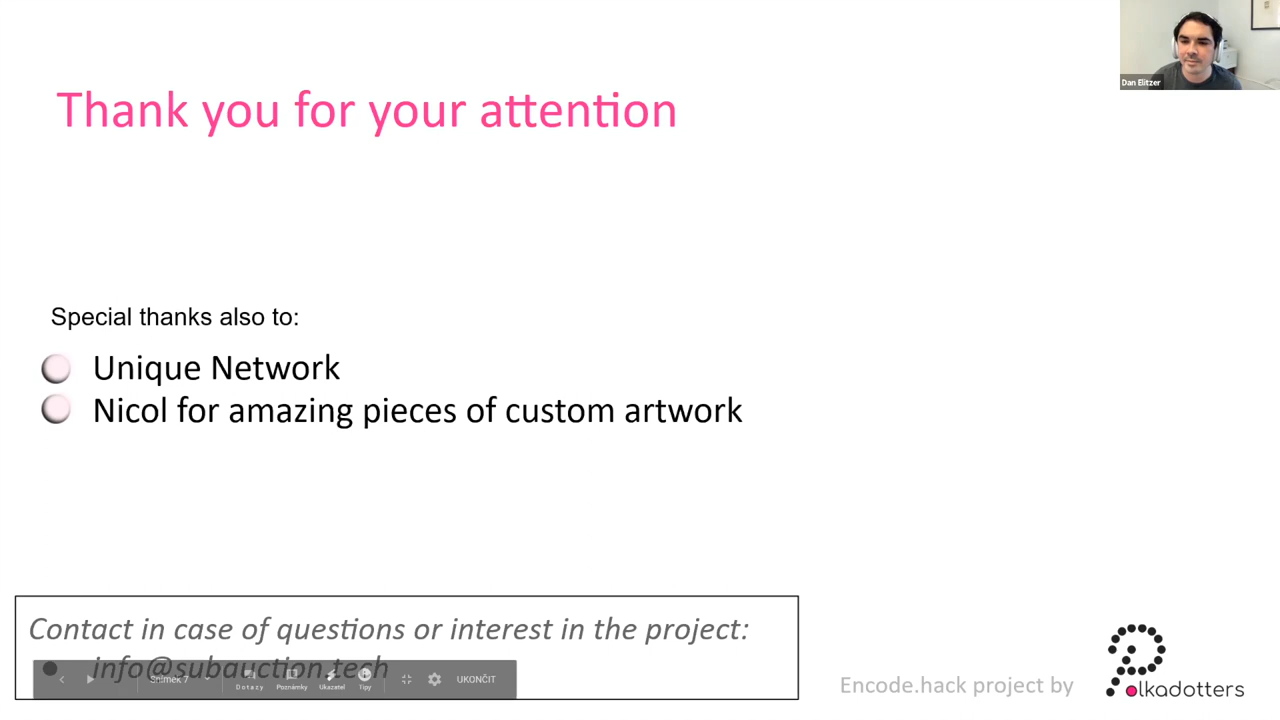 Dan Elitzer
Thank you for your attention
Special thanks also to:
Unique Network
Nicol for amazing pieces of custom artwork
Contact in case of questions or interest in the project:
info@subauction.tech
Snímek 7
Dotazy
Poznámky
Ukazatel
Tipy
UKONČIT
Encode.hack project by
Polkadotters